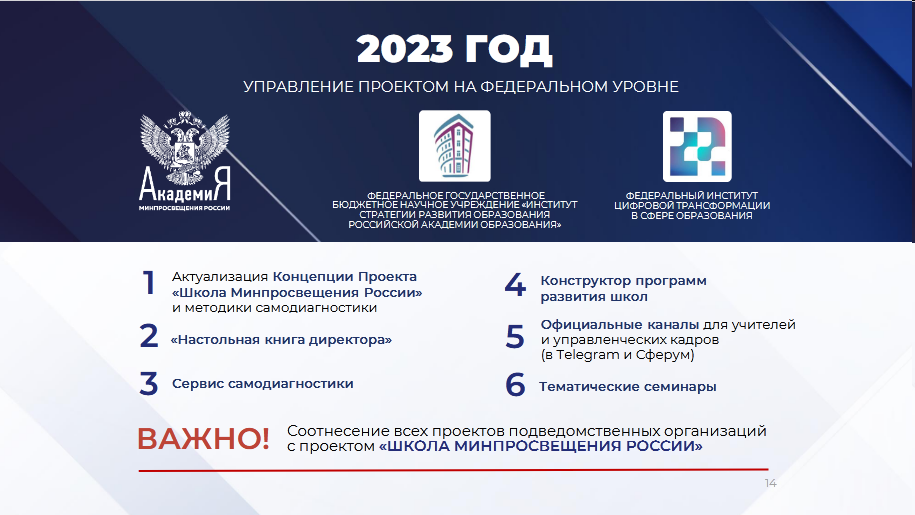 2023 ГОД
УПРАВЛЕНИЕ ПРОЕКТОМ НА ФЕДЕРАЛЬНОМ УРОВНЕ
АкадемиЯ
МИНПРОСВЕЩЕНИЯ РОССИИ
ФЕДЕРАЛЬНОЕ ГОСУДАРСТВЕННОЕ
БЮДЖЕТНОЕ НАУЧНОЕ УЧРЕЖДЕНИЕ «ИНСТИТУТ
СТРАТЕГИИ РАЗВИТИЯ ОБРАЗОВАНИЯ
РОССИЙСКОЙ АКАДЕМИИ ОБРАЗОВАНИЯ»
ФЕДЕРАЛЬНЫЙ ИНСТИТУТ
ЦИФРОВОЙ ТРАНСФОРМАЦИИ
В СФЕРЕ ОБРАЗОВАНИЯ
1 Актуализация Концепции Проекта
«Школа Минпросвещения России»
и методики самодиагностики
2 «Настольная книга директора»
3 Сервис самодиагностики
4 Конструктор программ
развития школ
5 Официальные каналы для учителей
и управленческих кадров
(в Telegram и Сферум)
6 Тематические семинары
ВАЖНО! Соотнесение всех проектов подведомственных организаций
с проектом «ШКОЛА МИНПРОСВЕЩЕНИЯ РОССИИ»
14